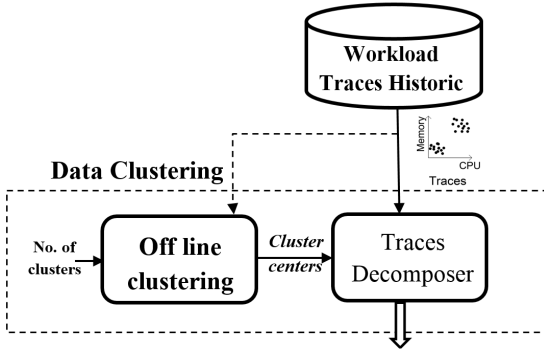 Workload
Traces Historic
Memory
CPU
Traces
Data Clustering
No. of
clusters
Off line
clustering
Cluster
centers
Traces
Decomposer